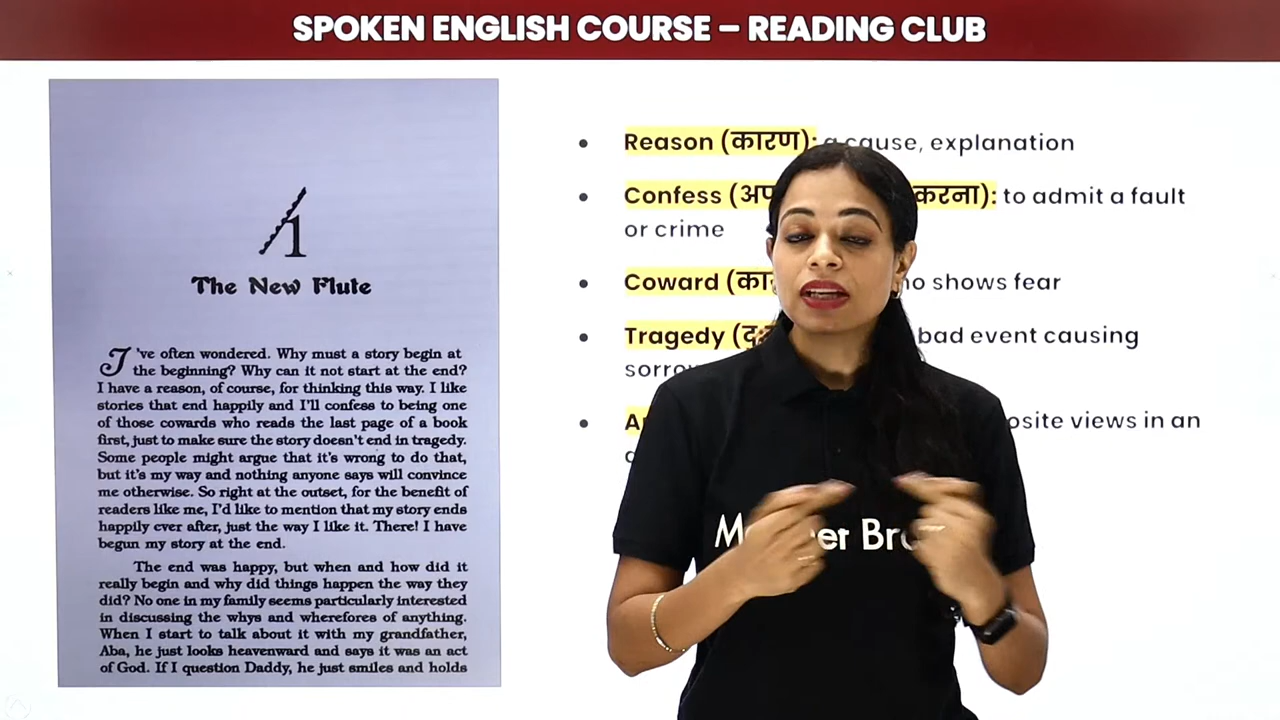 SPOKEN ENGLISH COURSE – READING CLUB
1
The New Flute
I've often wondered. Why must a story begin at
the beginning? Why can it not start at the end?
I have a reason, of course, for thinking this way. I like
stories that end happily and I'll confess to being one
of those cowards who reads the last page of a book
first, just to make sure the story doesn't end in tragedy.
Some people might argue that it's wrong to do that,
but it's my way and nothing anyone says will convince
me otherwise. So right at the outset, for the benefit of
readers like me, I'd like to mention that my story ends
happily ever after, just the way I like it. There! I have
begun my story at the end.
The end was happy, but when and how did it
really begin and why did things happen the way they
did? No one in my family seems particularly interested
in discussing the whys and wherefores of anything.
When I start to talk about it with my grandfather,
Aba, he just looks heavenward and says it was an act
of God. If I question Daddy, he just smiles and holds
• Reason (कारण): a cause, explanation
• Confess ( करना): to admit a fault
or crime
• Coward ( shows fear
• Tragedy ( bad event causing
• views in an